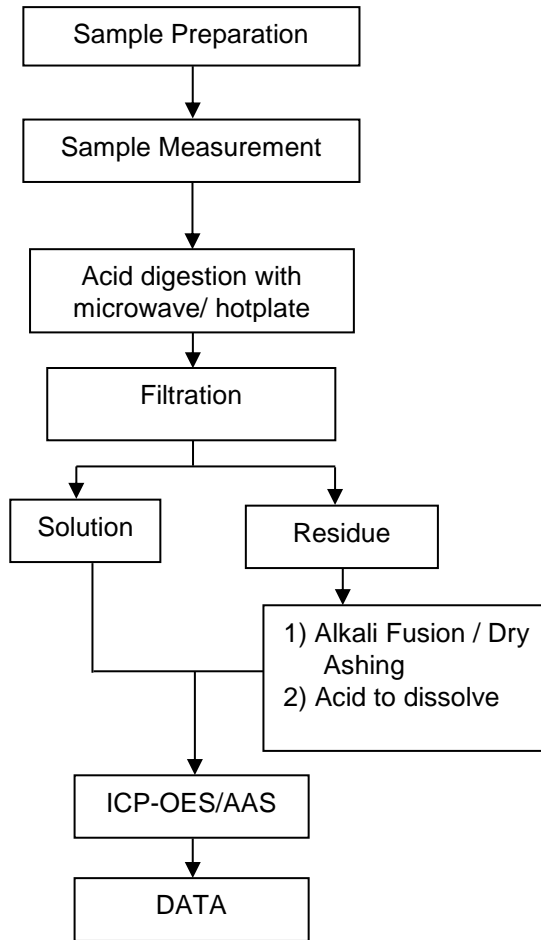 Sample Preparation
Sample Measurement
Acid digestion with
microwave/ hotplate
Filtration
Solution
Residue
1) Alkali Fusion / Dry
Ashing
2) Acid to dissolve
ICP-OES/AAS
DATA